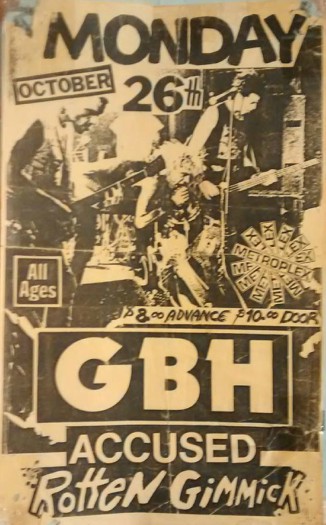 MONDAY
OCTOBER
26th
All
Ages
METROPLEX
$8.00 ADVANCE $10.00 DOOR
GBH
ACCUSED
RottEN GiMMicK